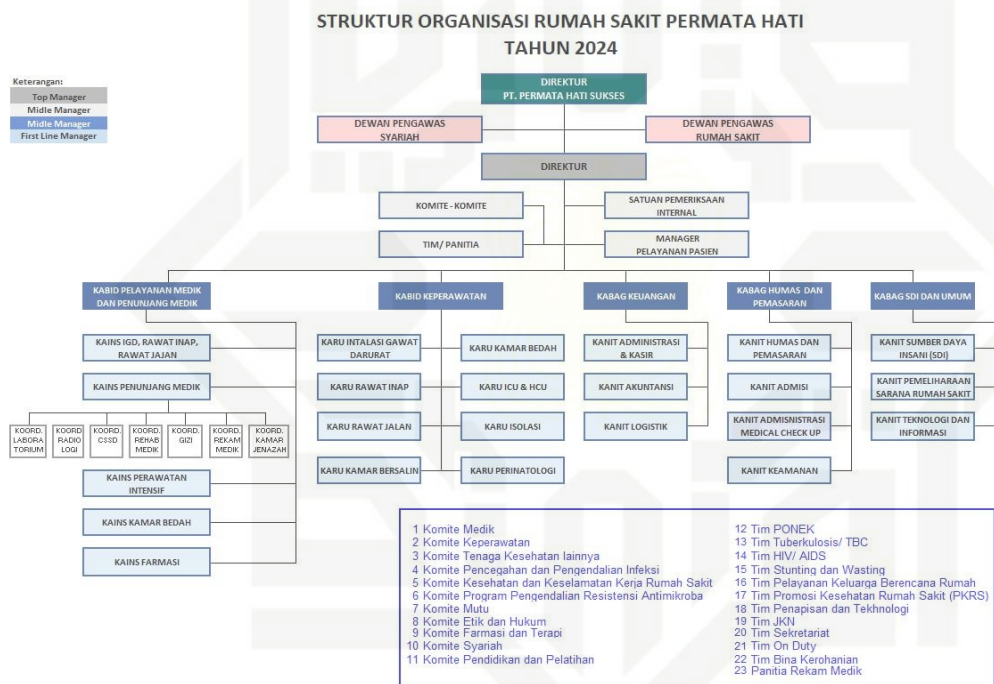 STRUKTUR ORGANISASI RUMAH SAKIT PERMATA HATI
TAHUN 2024
Keterangan:
Top Manager
Midle Manager
Midle Manager
First Line Manager
DIREKTUR
PT. PERMATA HATI SUKSES
DEWAN PENGAWAS
SYARIAH
DEWAN PENGAWAS
RUMAH SAKIT
DIREKTUR
KOMITE - KOMITE
SATUAN PEMERIKSAAN
INTERNAL
TIM/ PANITIA
MANAGER
PELAYANAN PASIEN
KABID PELAYANAN MEDIK
DAN PENUNJANG MEDIK
KABID KEPERAWATAN
KABAG KEUANGAN
KABAG HUMAS DAN
PEMASARAN
KABAG SDI DAN UMUM
KAINS IGD, RAWAT INAP,
RAWAT JAJAN
KAINS PENUNJANG MEDIK
KOORD.
LABORA
TORIUM
KOORD
RADIO
LOGI
KOORD.
CSSD
KOORD.
REHAB
MEDIK
KOORD.
GIZI
KOORD.
REKAM
MEDIK
KOORD.
KAMAR
JENAZAH
KAINS PERAWATAN
INTENSIF
KAINS KAMAR BEDAH
KAINS FARMASI
KARU INTALASI GAWAT
DARURAT
KARU KAMAR BEDAH
KARU RAWAT INAP
KARU ICU & HCU
KARU RAWAT JALAN
KARU ISOLASI
KARU KAMAR BERSALIN
KARU PERINATOLOGI
KANIT ADMINISTRASI
& KASIR
KANIT AKUNTANSI
KANIT LOGISTIK
KANIT HUMAS DAN
PEMASARAN
KANIT ADMISI
KANIT ADMISNISTRASI
MEDICAL CHECK UP
KANIT KEAMANAN
KANIT SUMBER DAYA
INSANI (SDI)
KANIT PEMELIHARAAN
SARANA RUMAH SAKIT
KANIT TEKNOLOGI DAN
INFORMASI
1 Komite Medik
2 Komite Keperawatan
3 Komite Tenaga Kesehatan lainnya
4 Komite Pencegahan dan Pengendalian Infeksi
5 Komite Kesehatan dan Keselamatan Kerja Rumah Sakit
6 Komite Program Pengendalian Resistensi Antimikroba
7 Komite Mutu
8 Komite Etik dan Hukum
9 Komite Farmasi dan Terapi
10 Komite Syariah
11 Komite Pendidikan dan Pelatihan
12 Tim PONEK
13 Tim Tuberkulosis/ TBC
14 Tim HIV/ AIDS
15 Tim Stunting dan Wasting
16 Tim Pelayanan Keluarga Berencana Rumah
17 Tim Promosi Kesehatan Rumah Sakit (PKRS)
18 Tim Penapisan dan Tekhnologi
19 Tim JKN
20 Tim Sekretariat
21 Tim On Duty
22 Tim Bina Kerohanian
23 Panitia Rekam Medik